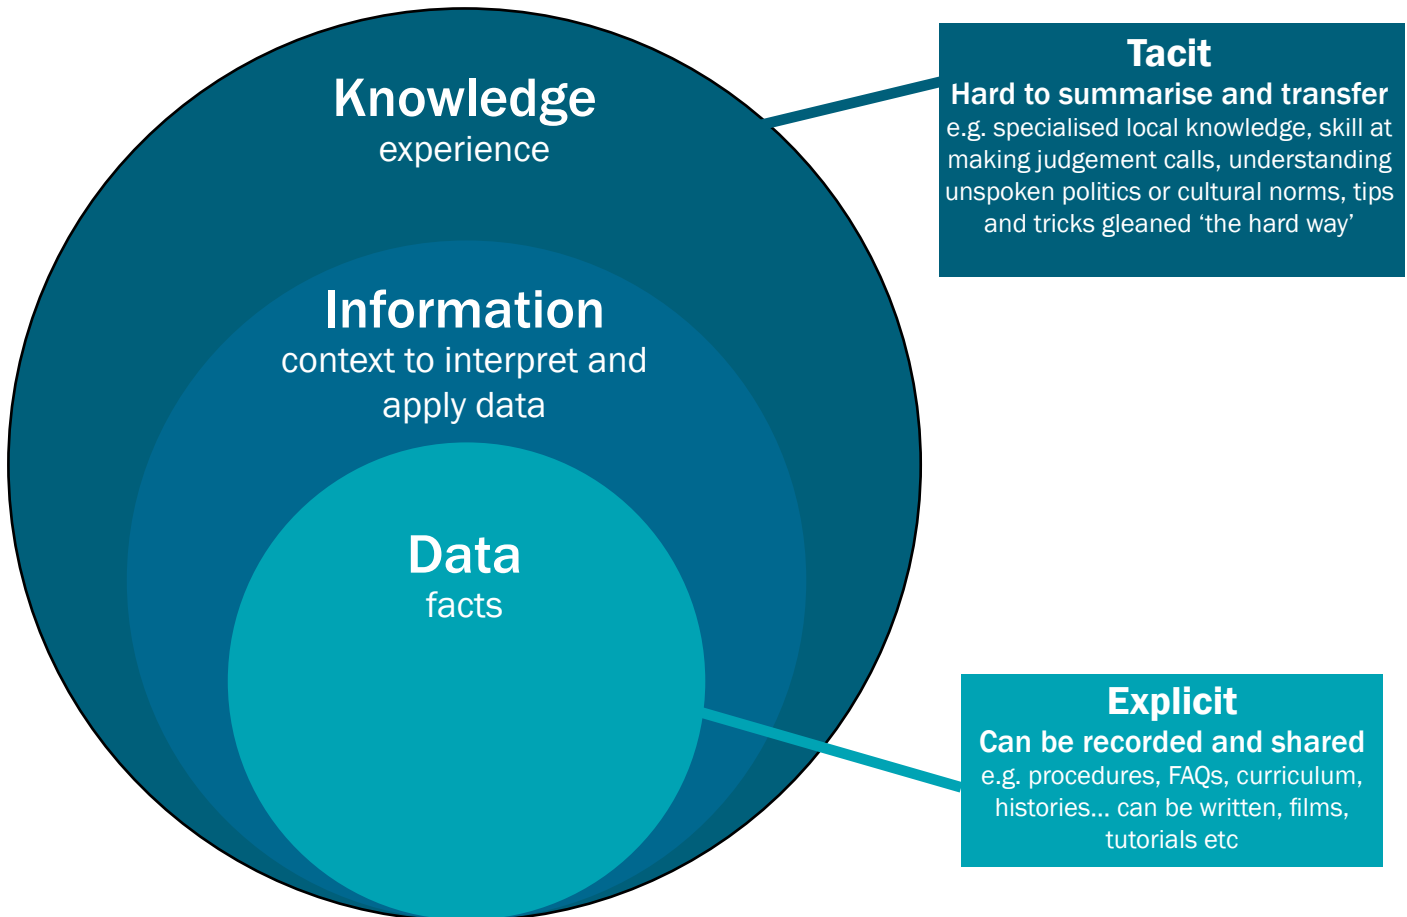 Knowledge
experience
Information
context to interpret and
apply data
Data
facts
Tacit
Hard to summarise and transfer
e.g. specialised local knowledge, skill at
making judgement calls, understanding
unspoken politics or cultural norms, tips
and tricks gleaned ‘the hard way’
Explicit
Can be recorded and shared
e.g. procedures, FAQs, curriculum,
histories... can be written, films,
tutorials etc